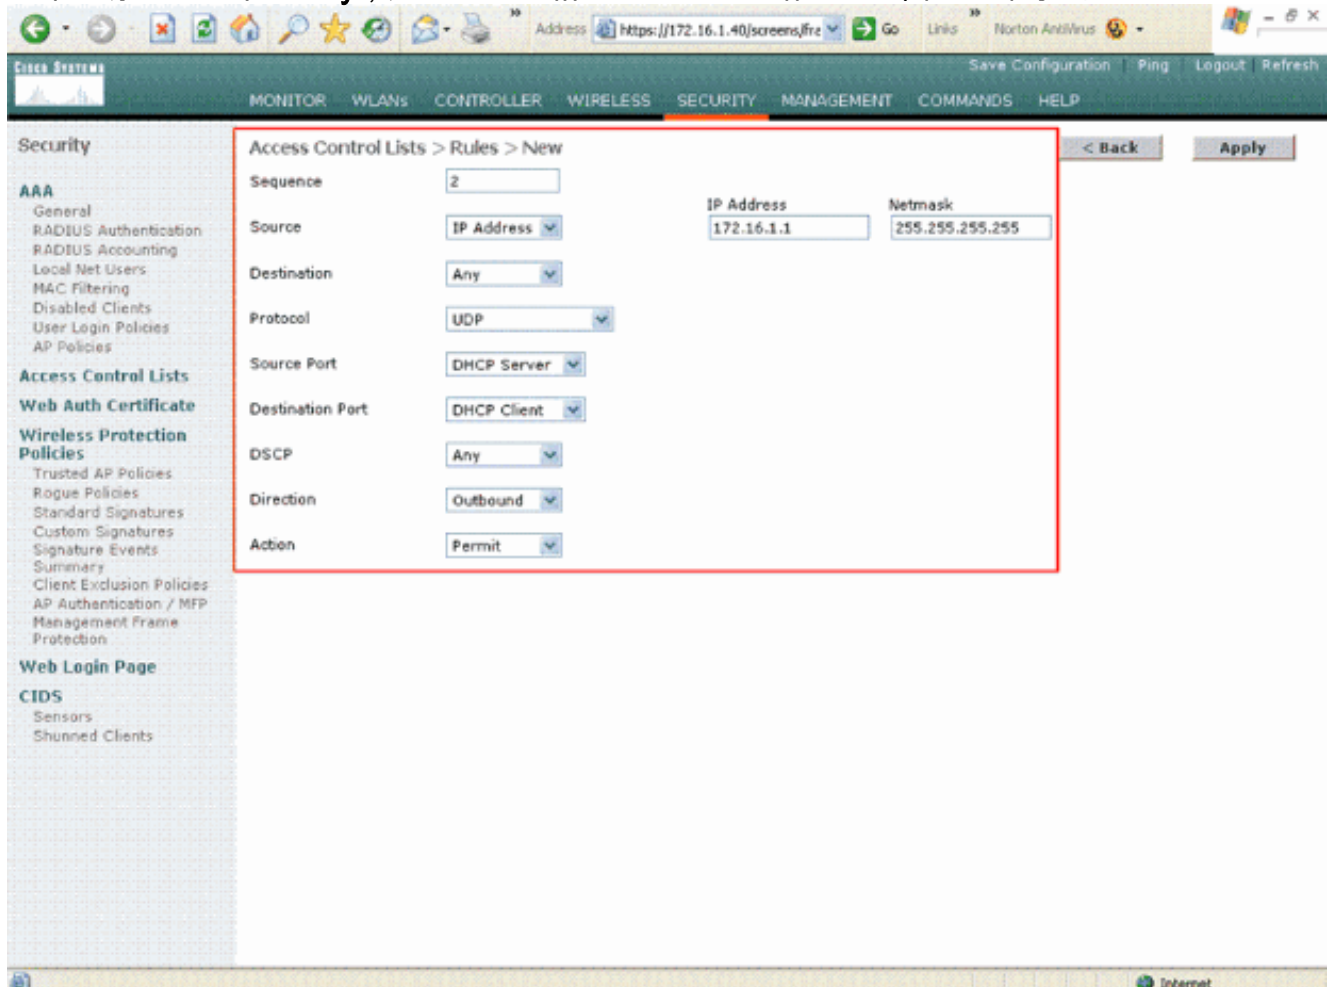 Address https://172.16.1.40/screens/fra Go Links Norton AntiVirus
CISCO SYSTEMS
Save Configuration Ping Logout Refresh
MONITOR WLANs CONTROLLER WIRELESS SECURITY MANAGEMENT COMMANDS HELP
Security
AAA
General
RADIUS Authentication
RADIUS Accounting
Local Net Users
MAC Filtering
Disabled Clients
User Login Policies
AP Policies
Access Control Lists
Web Auth Certificate
Wireless Protection
Policies
Trusted AP Policies
Rogue Policies
Standard Signatures
Custom Signatures
Signature Events
Summary
Client Exclusion Policies
AP Authentication / MFP
Management Frame
Protection
Web Login Page
CIDS
Sensors
Shunned Clients
Access Control Lists > Rules > New
< Back Apply
Sequence 2
IP Address Netmask
Source IP Address 172.16.1.1 255.255.255.255
Destination Any
Protocol UDP
Source Port DHCP Server
Destination Port DHCP Client
DSCP Any
Direction Outbound
Action Permit
Internet